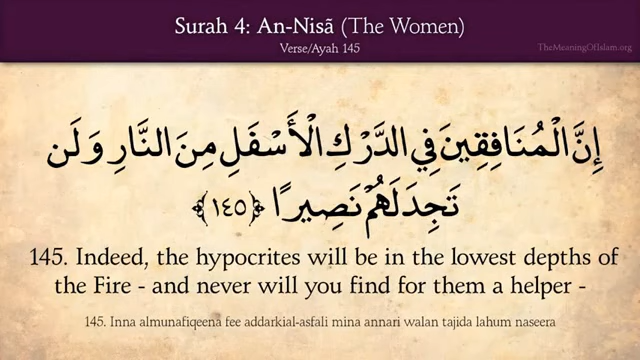 Surah 4: An-Nisã (The Women)
Verse/Ayah 145
TheMeaningOfIslam.org
إِنَّ الْمُنَافِقِينَ فِي الدَّرْكِ الْأَسْفَلِ مِنَ النَّارِ وَلَن
تَجِدَ لَهُمْ نَصِيرًا ﴿١٤٥﴾
145. Indeed, the hypocrites will be in the lowest depths of
the Fire - and never will you find for them a helper -
145. Inna almunafiqeena fee addarkial-asfali mina annari walan tajida lahum naseera